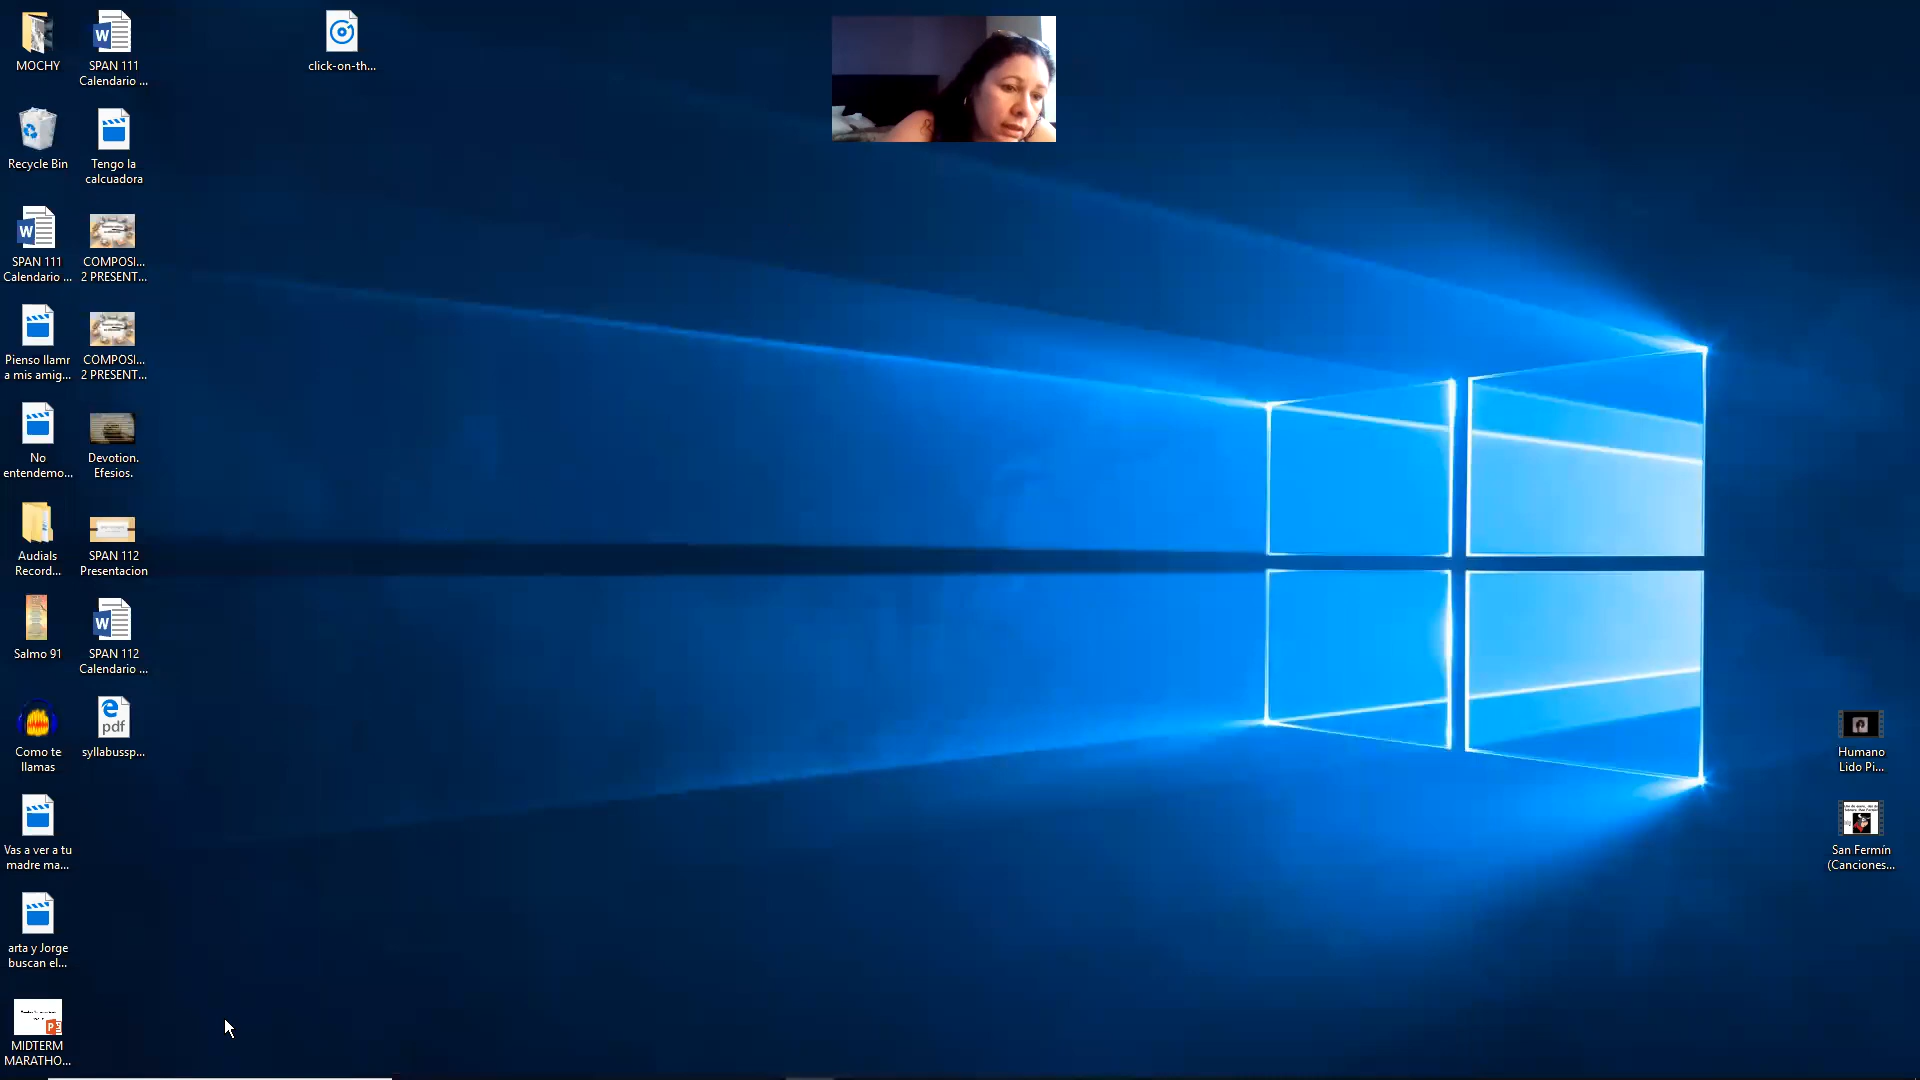 MOCHY
SPAN 111
Calendario ...
click-on-th...
Recycle Bin
Tengo la
calcuadora
SPAN 111
Calendario ...
COMPOSI...
2 PRESENT...
Pienso llamr
a mis amig...
COMPOSI...
2 PRESENT...
No
entendemo...
Devotion.
Efesios.
Audials
Record...
SPAN 112
Presentacion
Salmo 91
SPAN 112
Calendario ...
Como te
llamas
pdf
syllabussp...
Vas a ver a tu
madre ma...
arta y Jorge
buscan el...
MIDTERM
MARATHO...
Humano
Lido Pi...
San Fermín
(Canciones...